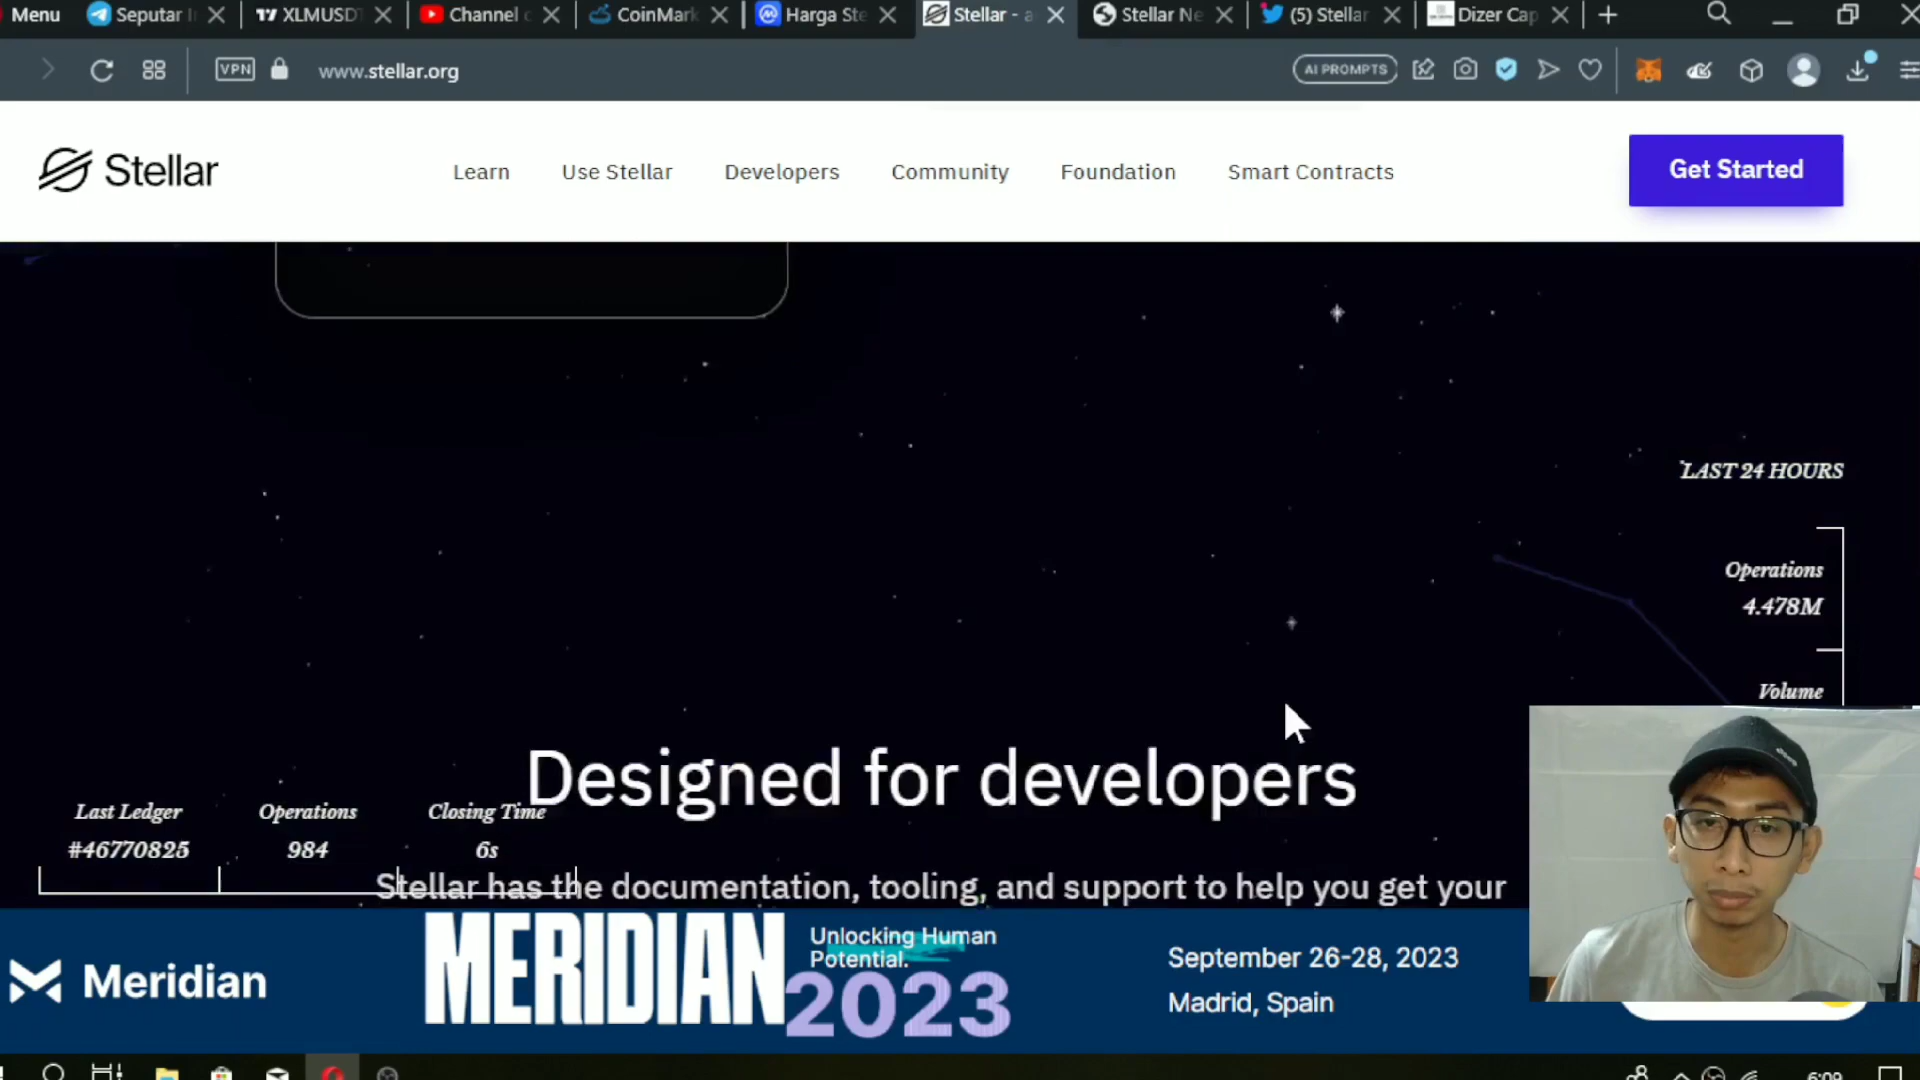 Menu
Seputar I
XLMUSDT
Channel
CoinMark
Harga Ste
Stellar - a
Stellar Ne
(5) Stellar
Dizer Cap
VPN
www.stellar.org
AI PROMPTS
Stellar
Learn
Use Stellar
Developers
Community
Foundation
Smart Contracts
Get Started
LAST 24 HOURS
Operations
4.478M
Volume
Designed for developers
Last Ledger
#46770825
Operations
984
Closing Time
6s
Stellar has the documentation, tooling, and support to help you get your
Meridian
MERIDIAN
2023
Unlocking Human
Potential.
September 26-28, 2023
Madrid, Spain
6:09